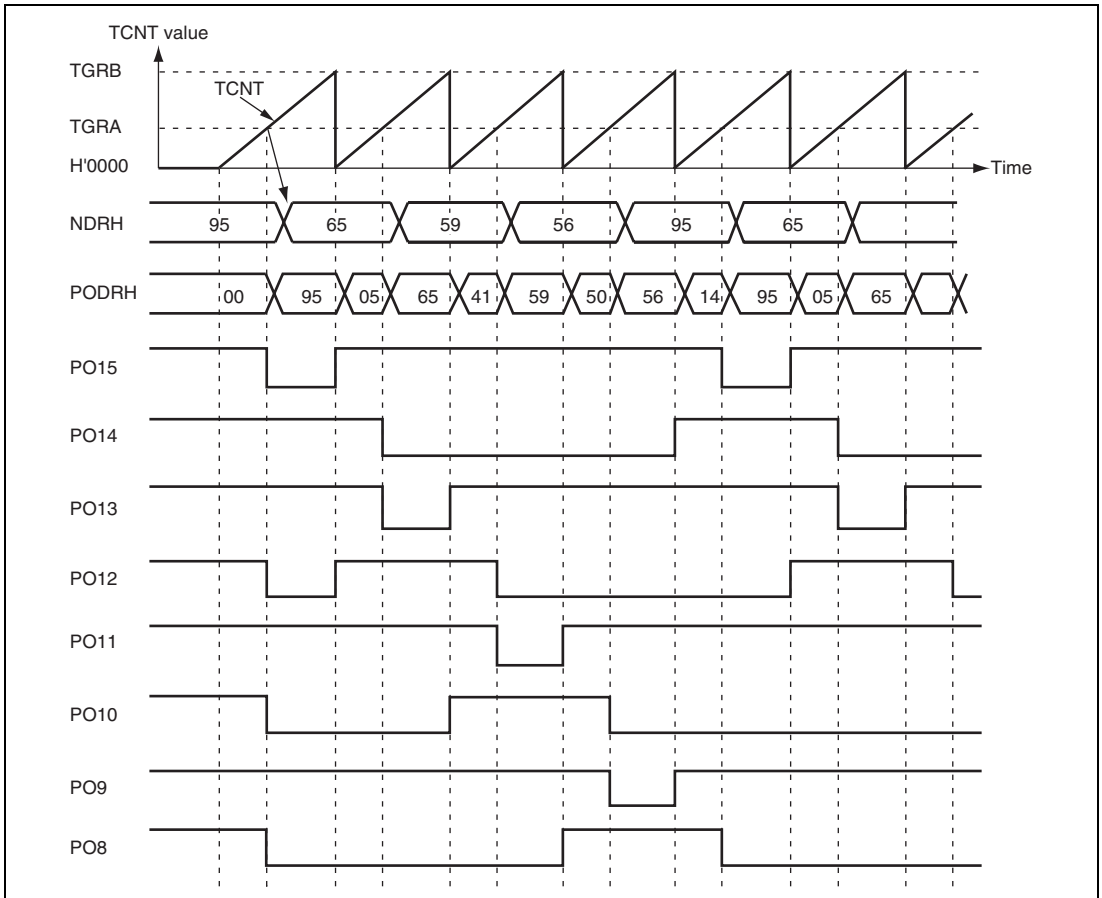 TCNT value
TGRB
TCNT
TGRA
H'0000
Time
NDRH 95 65 59 56 95 65
PODRH 00 95 05 65 41 59 50 56 14 95 05 65
PO15
PO14
PO13
PO12
PO11
PO10
PO9
PO8